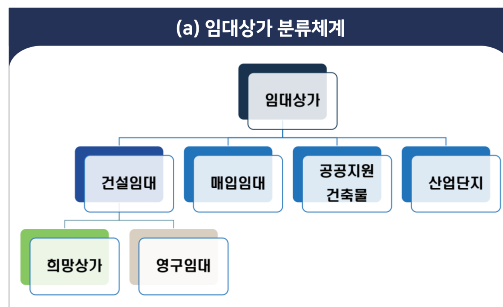 (a) 임대상가 분류체계
임대상가
건설임대
매입임대
공공지원
건축물
산업단지
희망상가
영구임대